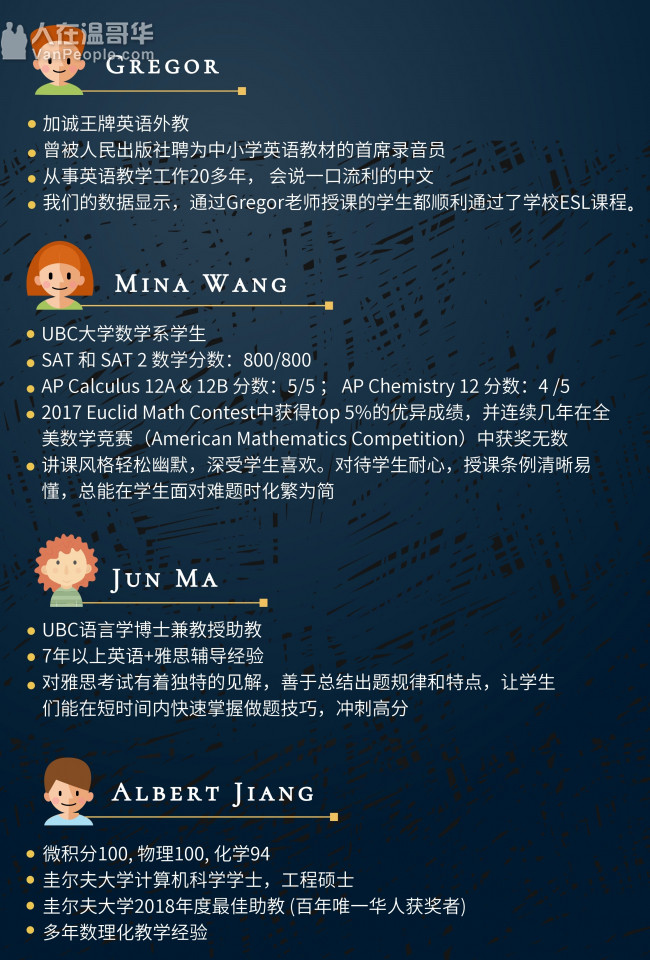 人在温哥华
VanPeople.com
GREGOR
加诚王牌英语外教
曾被人民出版社聘为中小学英语教材的首席录音员
从事英语教学工作20多年， 会说一口流利的中文
我们的数据显示，通过Gregor老师授课的学生都顺利通过了学校ESL课程。
MINA WANG
UBC大学数学系学生
SAT 和 SAT 2 数学分数：800/800
AP Calculus 12A & 12B 分数：5/5 ； AP Chemistry 12 分数：4 /5
2017 Euclid Math Contest中获得top 5%的优异成绩，并连续几年在全
美数学竞赛（American Mathematics Competition）中获奖无数
讲课风格轻松幽默，深受学生喜欢。对待学生耐心，授课条例清晰易
懂，总能在学生面对难题时化繁为简
JUN MA
UBC语言学博士兼教授助教
7年以上英语+雅思辅导经验
对雅思考试有着独特的见解，善于总结出题规律和特点，让学生
们能在短时间内快速掌握做题技巧，冲刺高分
ALBERT JIANG
微积分100, 物理100, 化学94
圭尔夫大学计算机科学学士，工程硕士
圭尔夫大学2018年度最佳助教 (百年唯一华人获奖者)
多年数理化教学经验